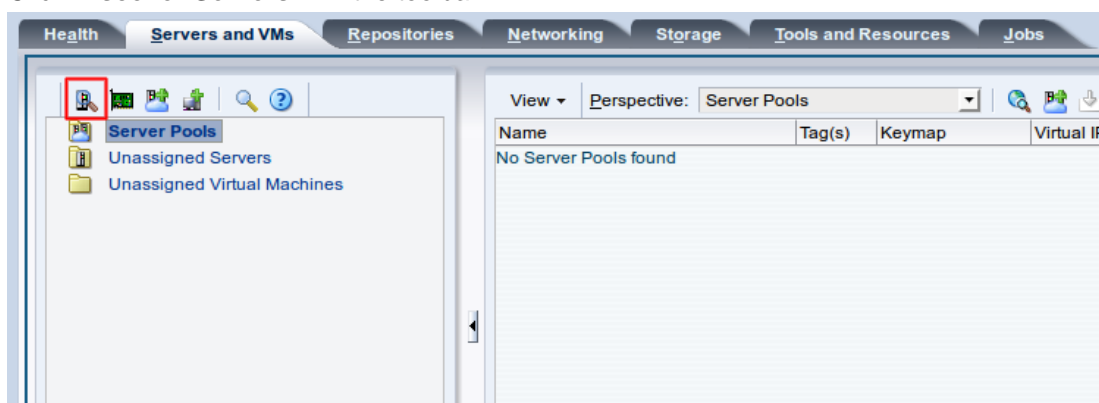 Health Servers and VMs Repositories Networking Storage Tools and Resources Jobs
View Perspective: Server Pools
Server Pools
Unassigned Servers
Unassigned Virtual Machines
Name Tag(s) Keymap Virtual
No Server Pools found